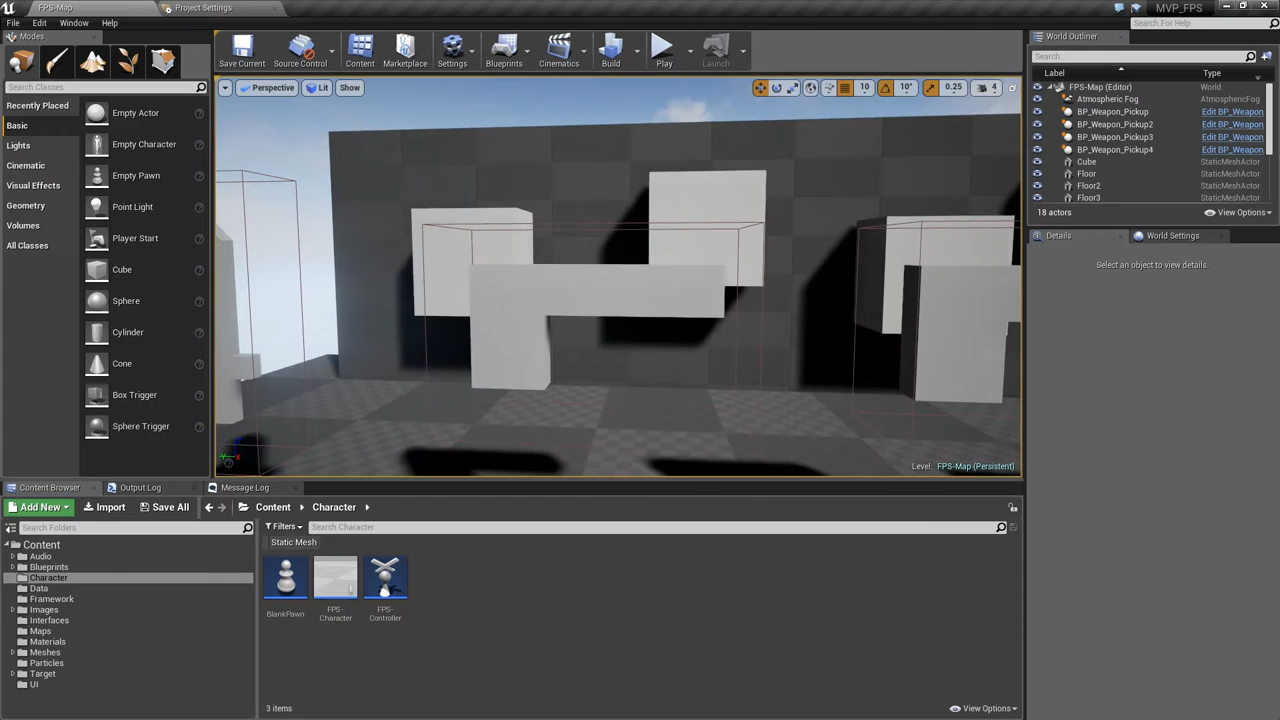 FPS-Map
Project Settings
MVP_FPS
File Edit Window Help
Search For Help
Modes
Save Current
Source Control
Content
Marketplace
Settings
Blueprints
Cinematics
Build
Play
Launch
World Outliner
Search...
Label Type
FPS-Map (Editor) World
Atmospheric Fog AtmosphericFog
BP_Weapon_Pickup Edit BP_Weapon
BP_Weapon_Pickup2 Edit BP_Weapon
BP_Weapon_Pickup3 Edit BP_Weapon
BP_Weapon_Pickup4 Edit BP_Weapon
Cube StaticMeshActor
Floor StaticMeshActor
Floor2 StaticMeshActor
Floor3 StaticMeshActor
18 actors
View Options
Details
World Settings
Select an object to view details.
Search Classes
Recently Placed
Basic
Lights
Cinematic
Visual Effects
Geometry
Volumes
All Classes
Empty Actor
Empty Character
Empty Pawn
Point Light
Player Start
Cube
Sphere
Cylinder
Cone
Box Trigger
Sphere Trigger
Perspective Lit Show
10 10° 0.25 4
Level: FPS-Map (Persistent)
Content Browser
Output Log
Message Log
Add New Import Save All Content Character
Search Folders
Filters Search Character
Static Mesh
Content
Audio
Blueprints
Character
Data
Framework
Images
Interfaces
Maps
Materials
Meshes
Particles
Target
UI
BlankPawn
FPS-
Character
FPS-
Controller
3 items
View Options